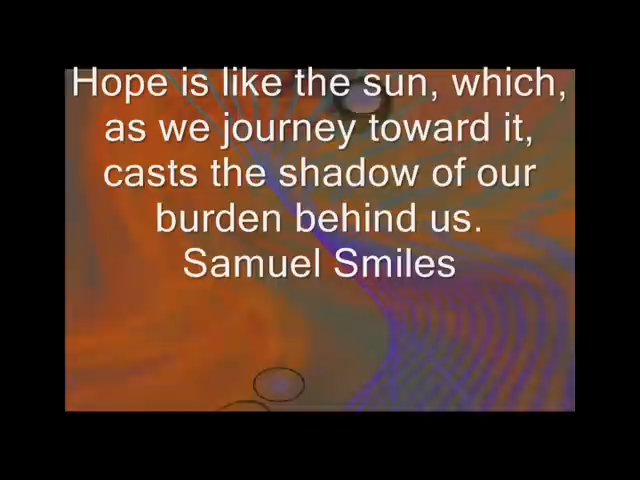 Hope is like the sun, which,
as we journey toward it,
casts the shadow of our
burden behind us.
Samuel Smiles